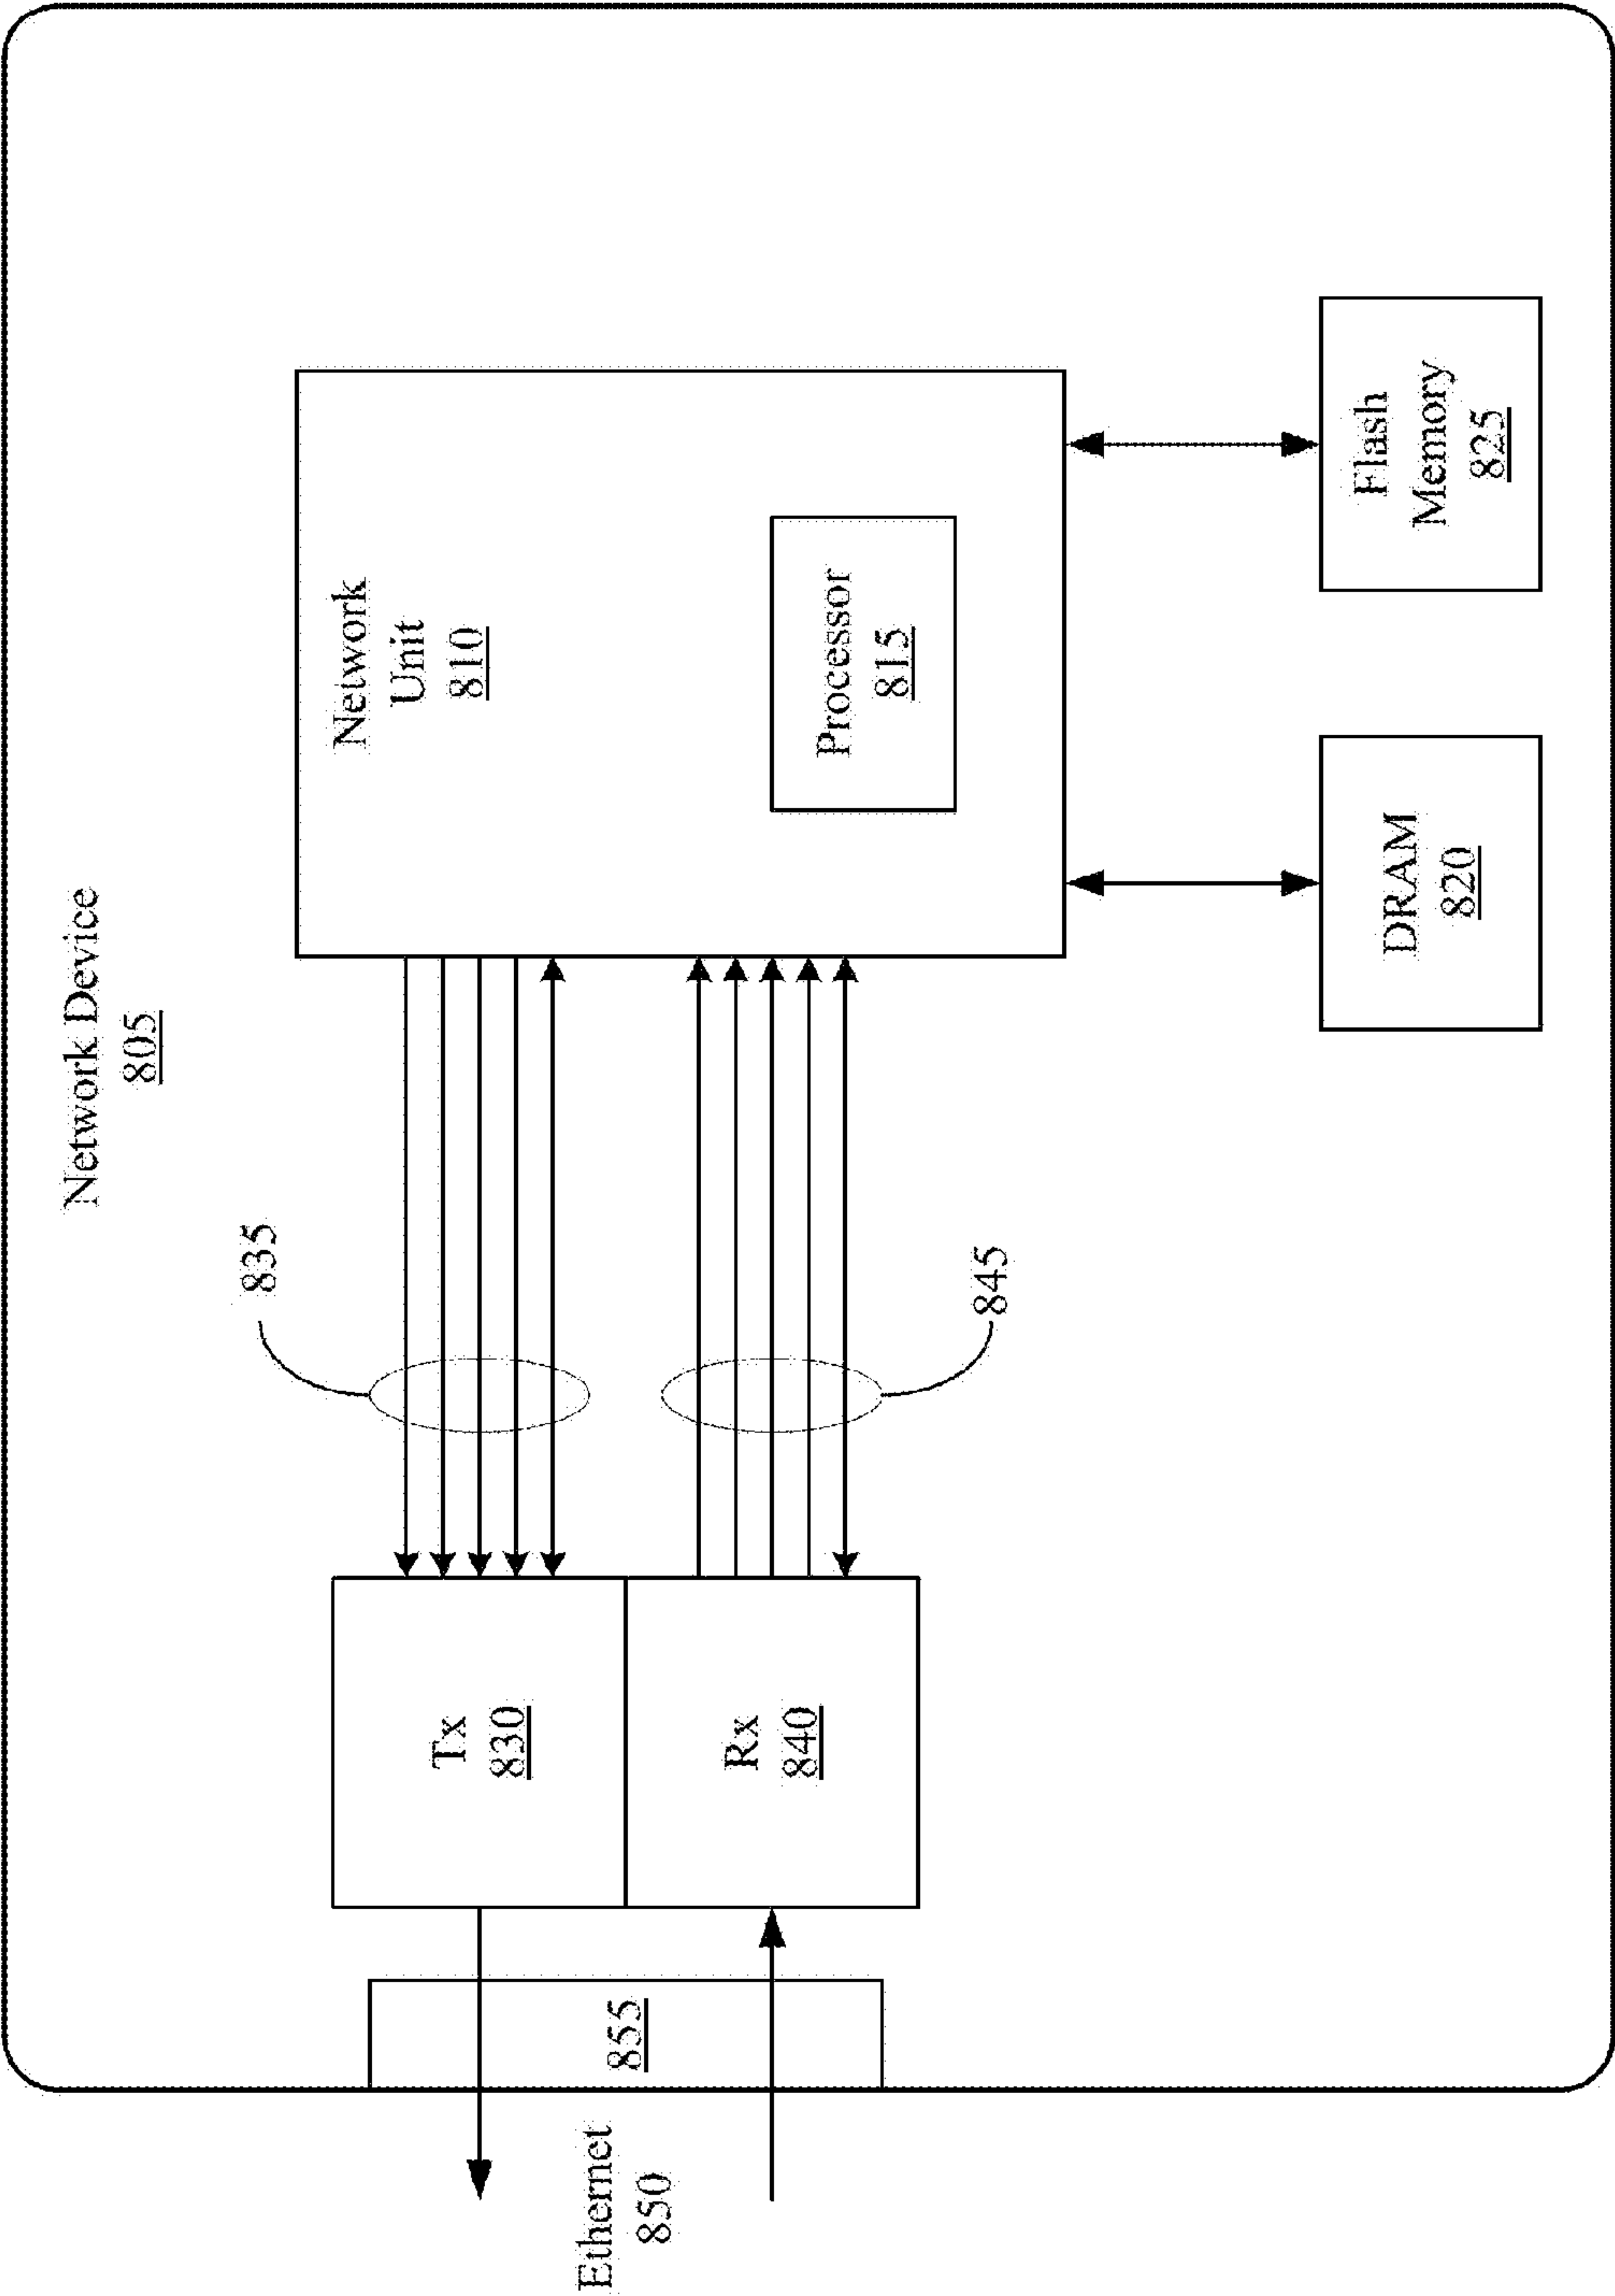 Network Device
805
835
845
Network
Unit
810
Processor
815
Tx
830
Rx
840
855
Ethernet
850
DRAM
820
Flash
Memory
825